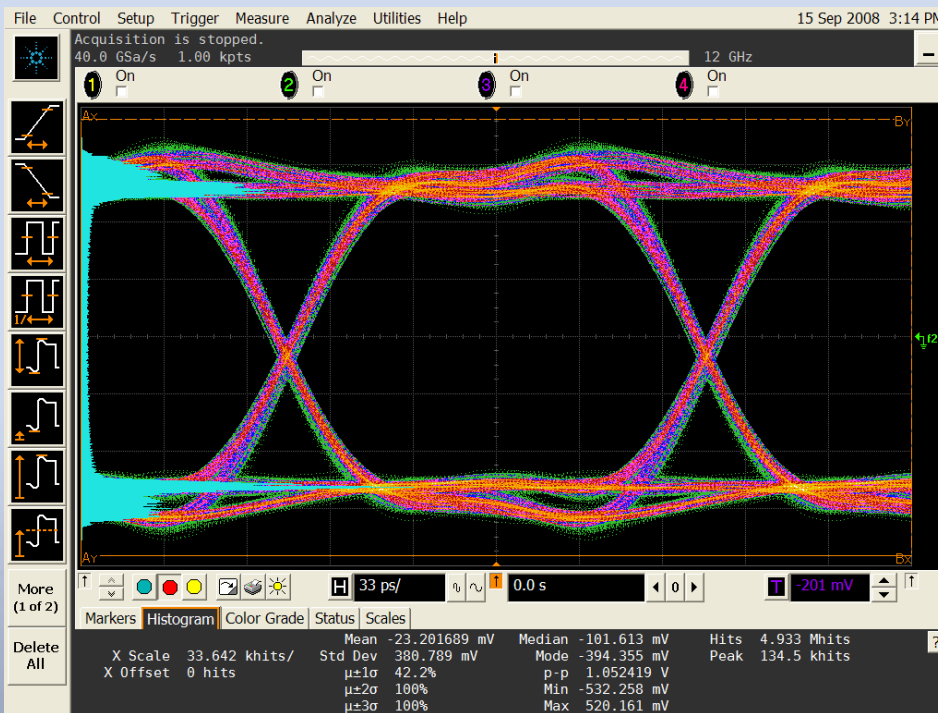 File Control Setup Trigger Measure Analyze Utilities Help 15 Sep 2008 3:14 PM
Acquisition is stopped.
40.0 GSa/s 1.00 kpts 12 GHz
1 On 2 On 3 On 4 On
Ax By
f2
Ay Bx
1/
More
(1 of 2)
Delete
All
H 33 ps/ 0.0 s 0 T -201 mV
Markers Histogram Color Grade Status Scales
Mean -23.201689 mV Median -101.613 mV Hits 4.933 Mhits ?
X Scale 33.642 khits/ Std Dev 380.789 mV Mode -394.355 mV Peak 134.5 khits
X Offset 0 hits μ±1σ 42.2% p-p 1.052419 V
μ±2σ 100% Min -532.258 mV
μ±3σ 100% Max 520.161 mV